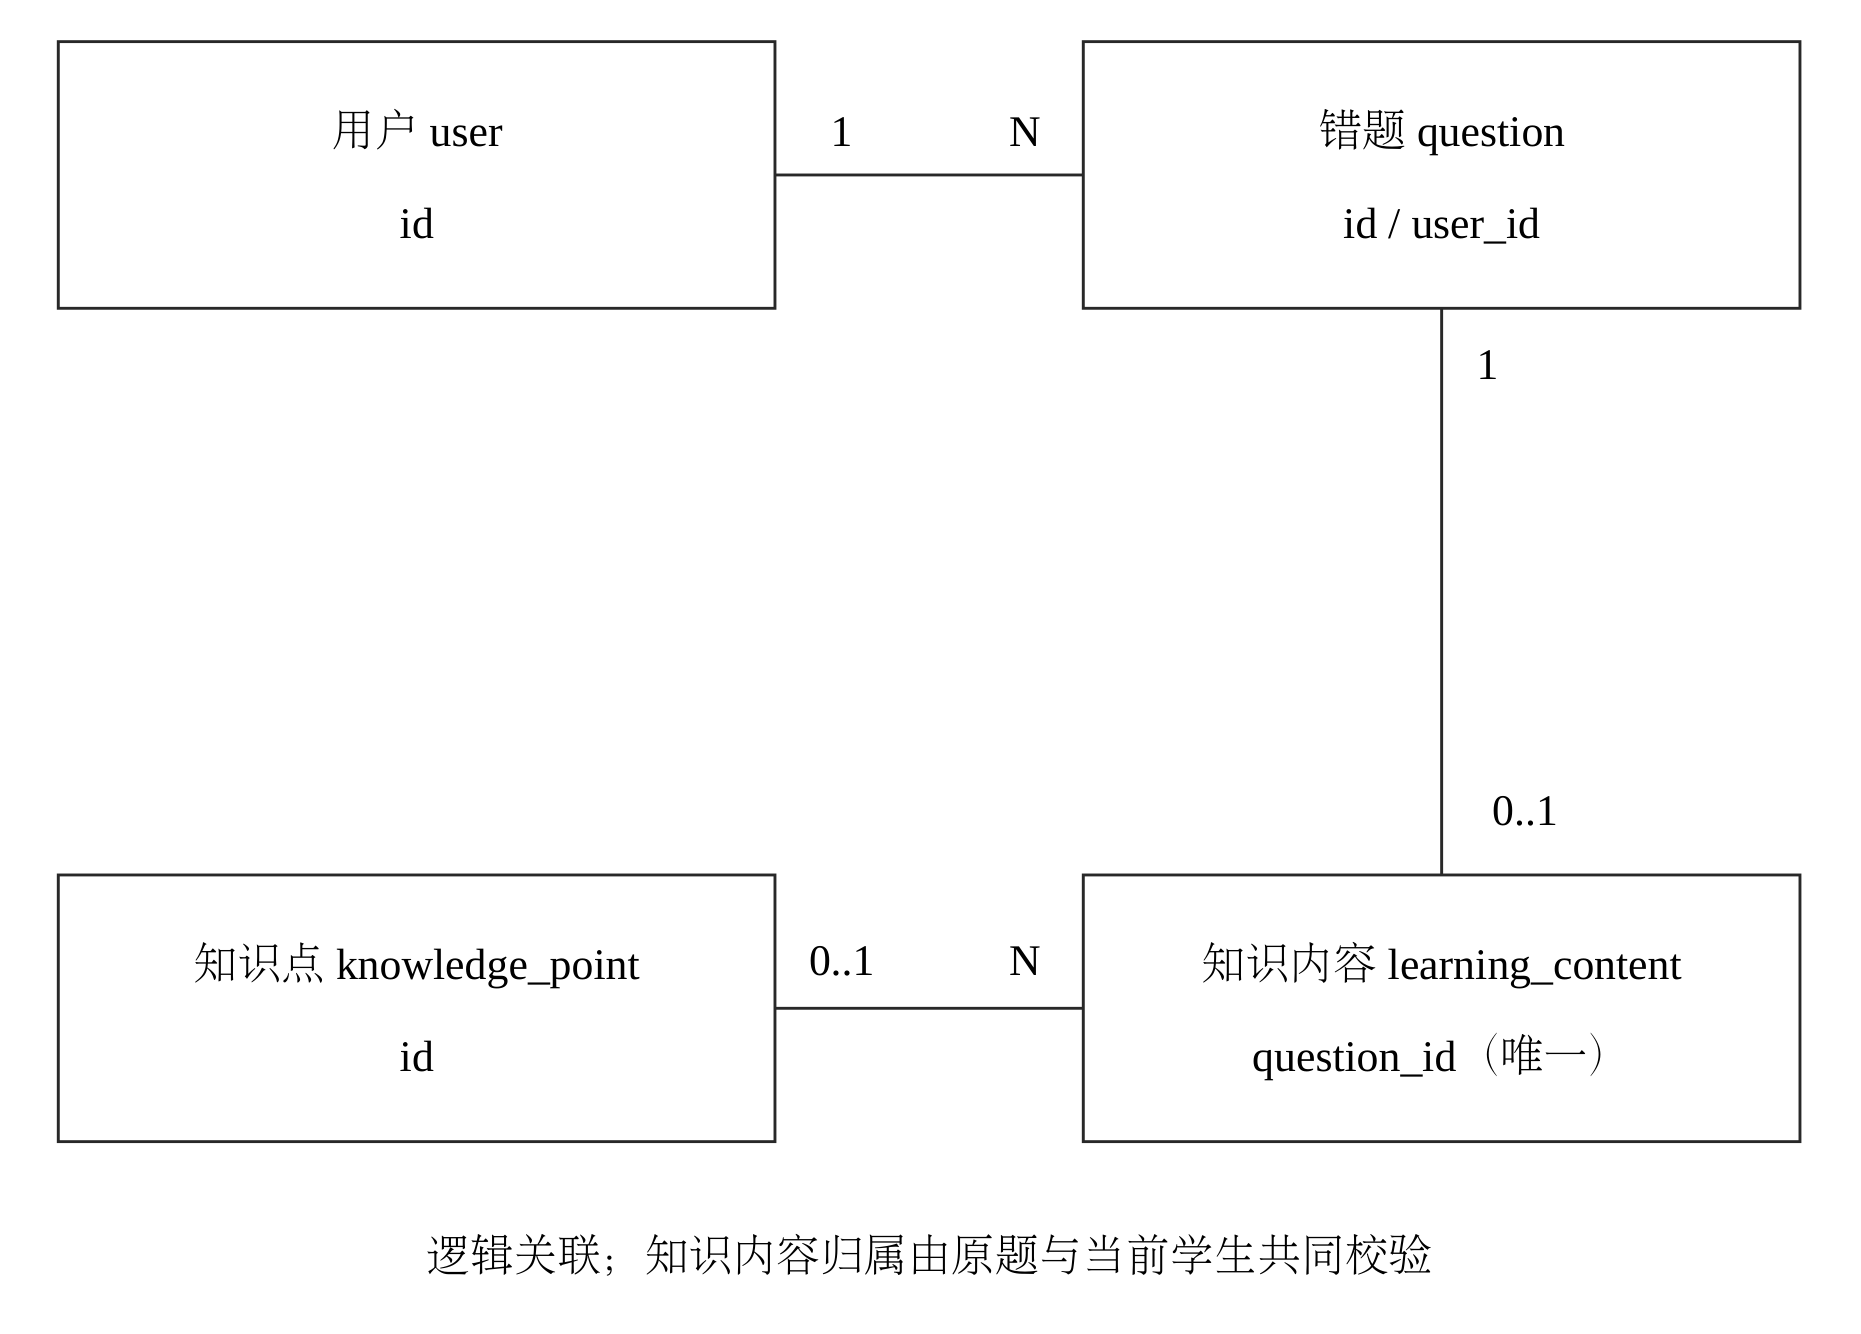 用户 user
id
1 N
错题 question
id / user_id
1
0..1
知识点 knowledge_point
id
0..1 N
知识内容 learning_content
question_id（唯一）
逻辑关联；知识内容归属由原题与当前学生共同校验